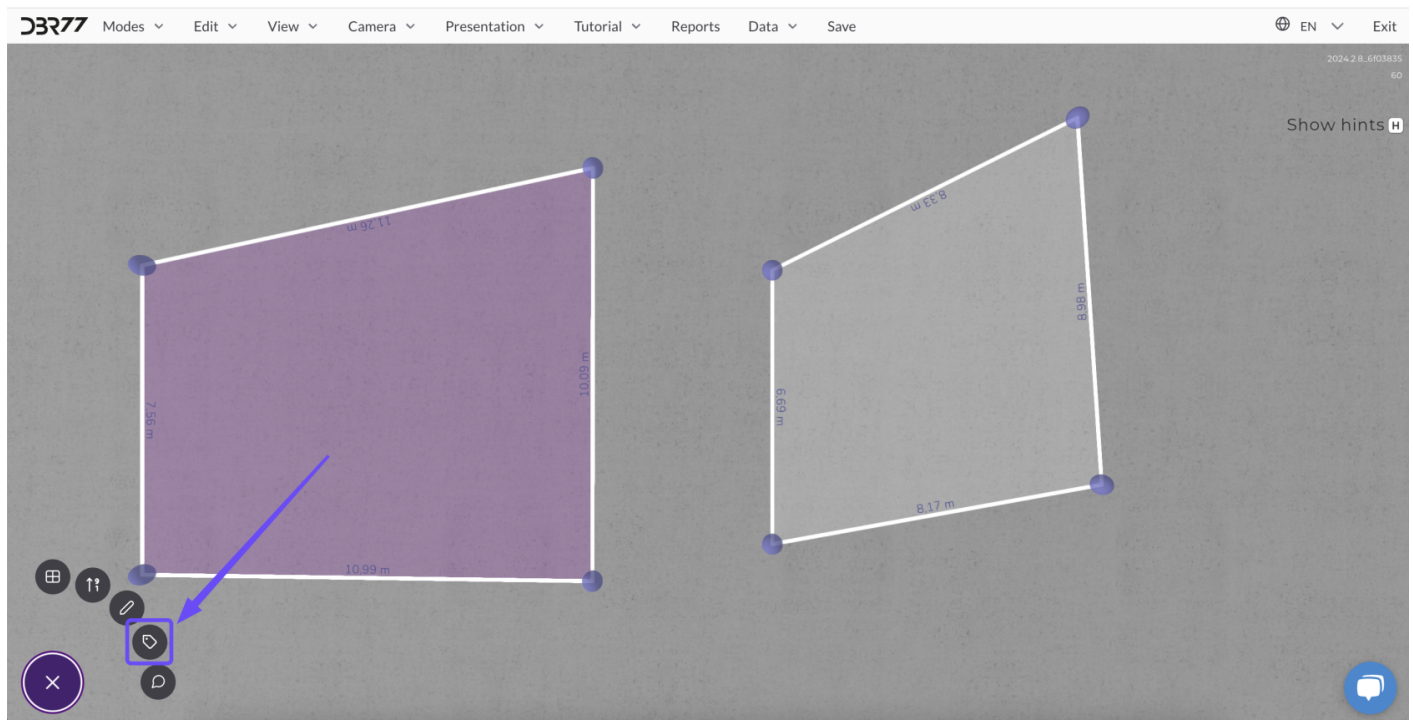 DBR77 Modes Edit View Camera Presentation Tutorial Reports Data Save EN Exit
2024.2.8_6f03835
60
Show hints H
11,26 m
8,33 m
8,98 m
10,09 m
7,56 m
6,69 m
8,17 m
10,99 m